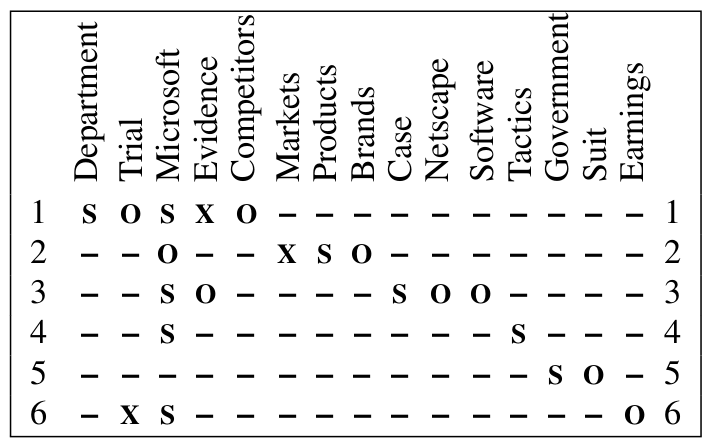 Department Trial Microsoft Evidence Competitors Markets Products Brands Case Netscape Software Tactics Government Suit Earnings
1 S O S X O – – – – – – – – – – 1
2 – – O – – X S O – – – – – – – 2
3 – – S O – – – – S O O – – – – 3
4 – – S – – – – – – – – S – – – 4
5 – – – – – – – – – – – – S O – 5
6 – X S – – – – – – – – – – – O 6